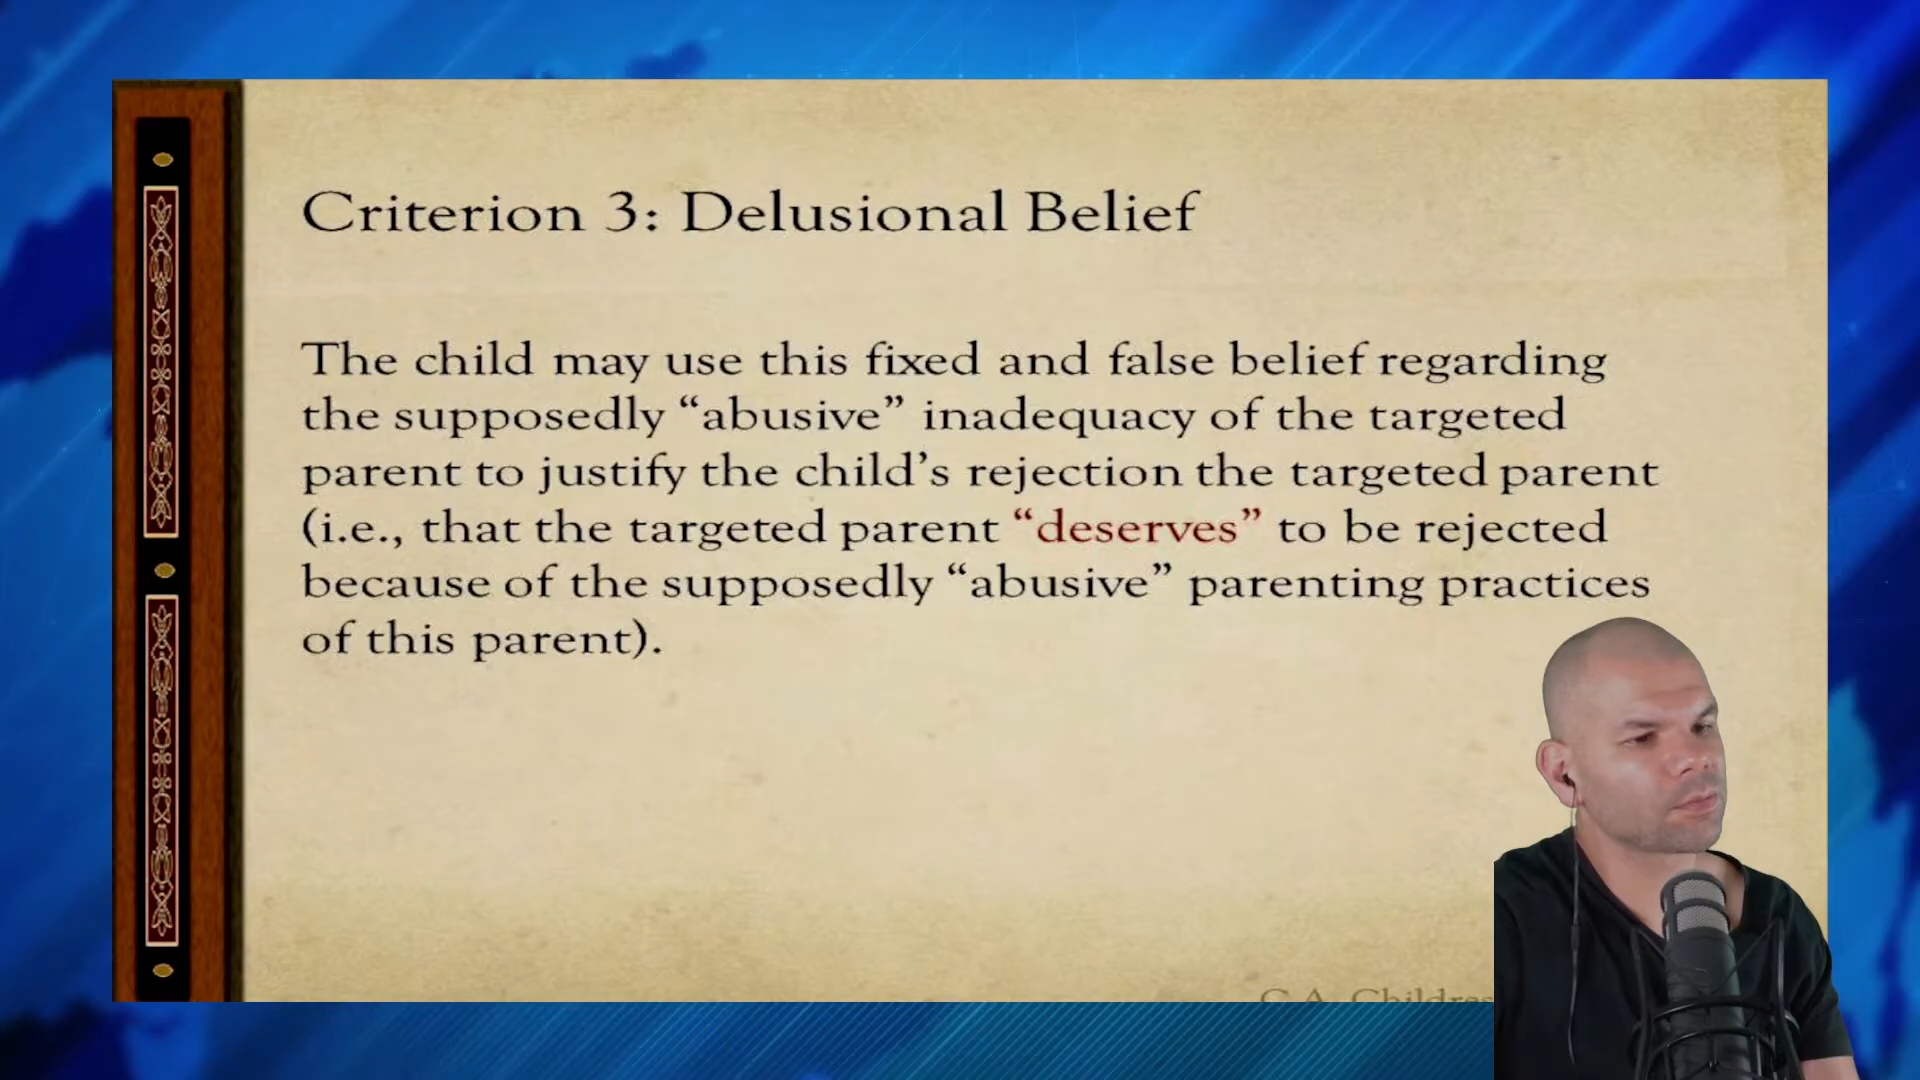 Criterion 3: Delusional Belief
The child may use this fixed and false belief regarding
the supposedly “abusive” inadequacy of the targeted
parent to justify the child’s rejection the targeted parent
(i.e., that the targeted parent “deserves” to be rejected
because of the supposedly “abusive” parenting practices
of this parent).
C.A.